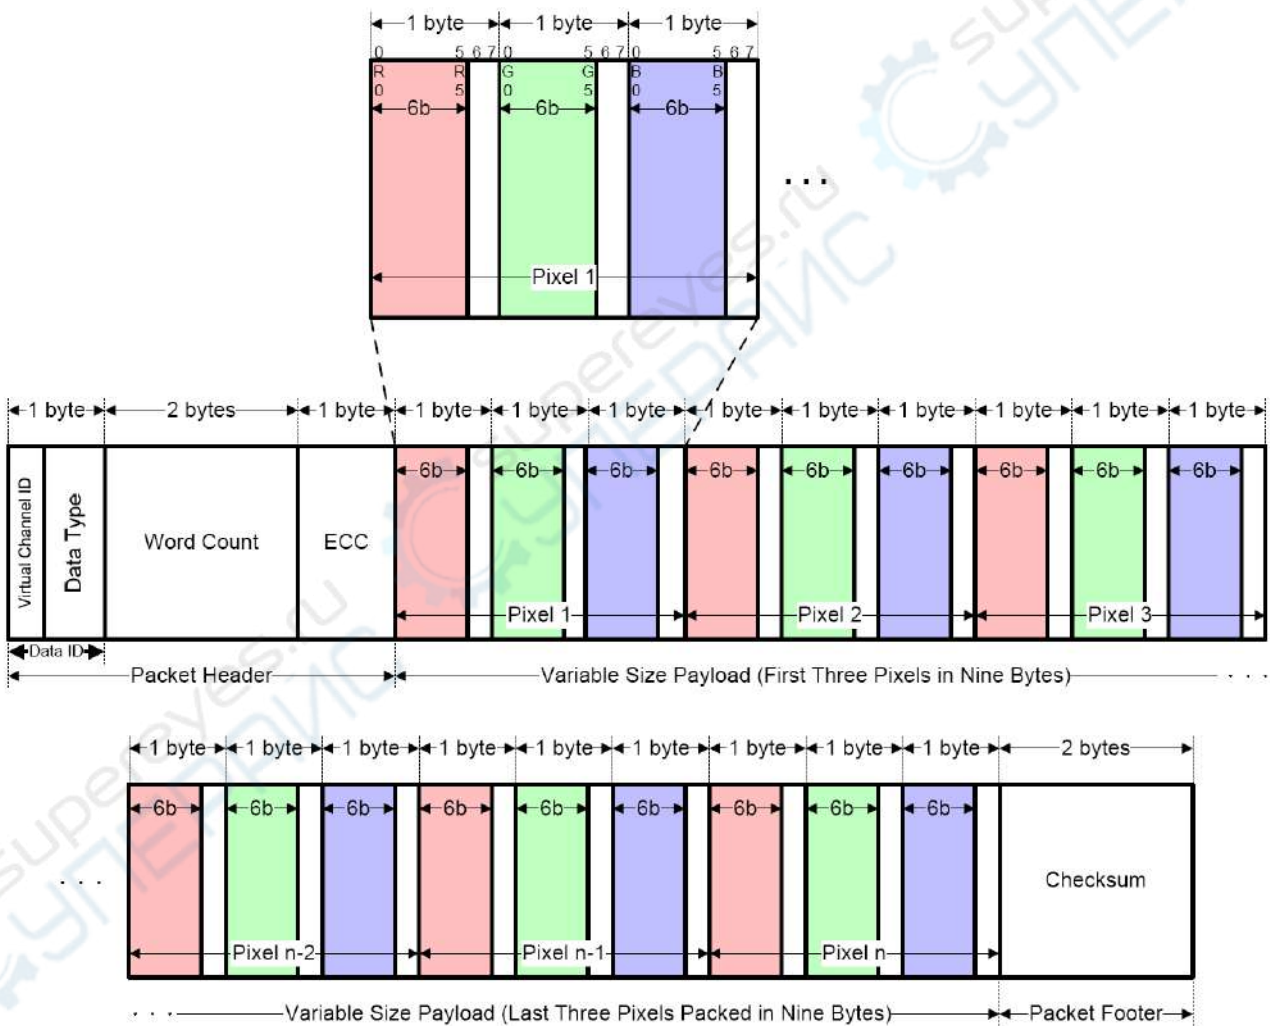 1 byte 1 byte 1 byte
0 5 6 7 0 5 6 7 0 5 6 7
R R G G B B
0 5 0 5 0 5
6b 6b 6b
. . .
Pixel 1
1 byte 2 bytes 1 byte 1 byte 1 byte 1 byte 1 byte 1 byte 1 byte 1 byte 1 byte 1 byte
6b 6b 6b 6b 6b 6b 6b 6b 6b
Virtual Channel ID
Data Type
Word Count
ECC
Pixel 1 Pixel 2 Pixel 3
Data ID
Packet Header
Variable Size Payload (First Three Pixels in Nine Bytes)
. . .
1 byte 1 byte 1 byte 1 byte 1 byte 1 byte 1 byte 1 byte 1 byte 2 bytes
6b 6b 6b 6b 6b 6b 6b 6b 6b
. . .
Checksum
Pixel n-2 Pixel n-1 Pixel n
. . .
Variable Size Payload (Last Three Pixels Packed in Nine Bytes)
Packet Footer
supereyes.ru
СУПЕРАЙС
supereyes.ru
СУПЕРАЙС